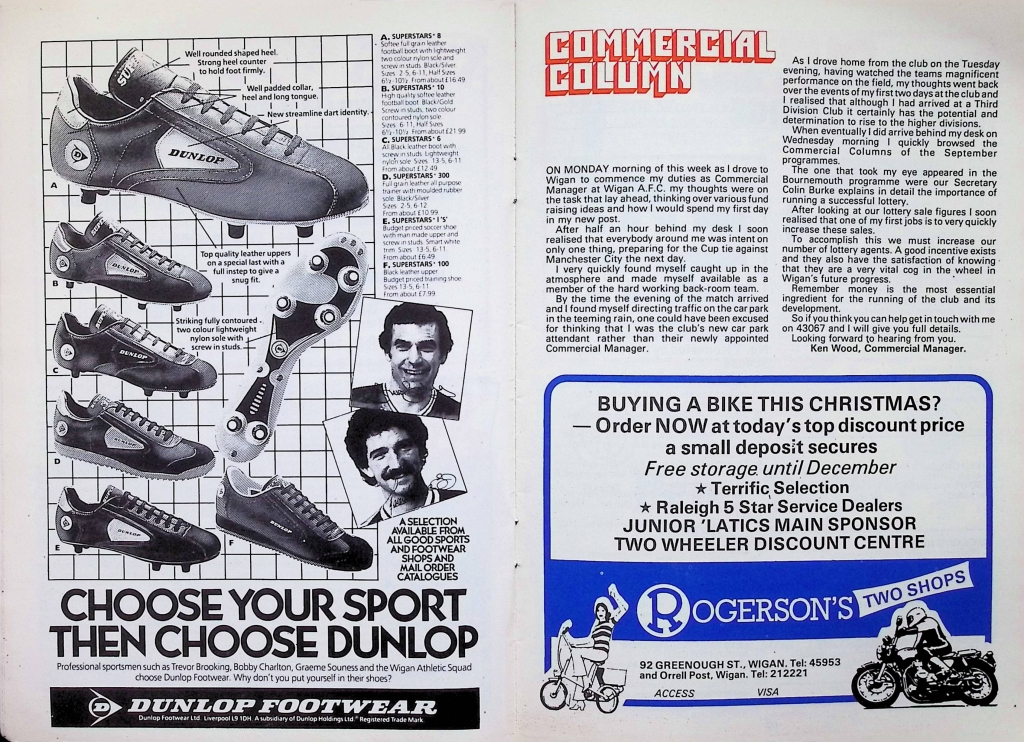 Well rounded shaped heel.
Strong heel counter
to hold foot firmly.
Well padded collar,
heel and long tongue.
New streamline dart identity.
DUNLOP
A
Top quality leather uppers
on a special last with a
full instep to give a
snug fit.
DUNLOP
B
Striking fully contoured
two colour lightweight
nylon sole with
screw in studs.
DUNLOP
C
DUNLOP
D
DUNLOP
E
DUNLOP
F
A. SUPERSTARS* 8
Softee full grain leather
football boot with lightweight
two colour nylon sole and
screw in studs. Black/Silver.
Sizes 2-5, 6-11, Half Sizes
6½-10½. From about £16.49
B. SUPERSTARS* 10
High quality softee leather
football boot. Black/Gold.
Screw in studs, two colour
contoured nylon sole.
Sizes 6-11, Half Sizes
6½-10½. From about £21.99
C. SUPERSTARS* 6
All Black leather boot with
screw in studs. Lightweight
nylon sole. Sizes 13-5, 6-11
From about £12.49
D. SUPERSTARS* 300
Full grain leather all purpose
trainer with moulded rubber
sole. Black/Silver.
Sizes 2-5, 6-12
From about £10.99.
E. SUPERSTARS* 1'S'
Budget priced soccer shoe
with man made upper and
screw in studs. Smart white
trim. Sizes 13-5, 6-11
From about £6.49
F. SUPERSTARS* 100
Black leather upper.
Budget priced training shoe.
Sizes 13-5, 6-11
From about £7.99
A SELECTION
AVAILABLE FROM
ALL GOOD SPORTS
AND FOOTWEAR
SHOPS AND
MAIL ORDER
CATALOGUES
CHOOSE YOUR SPORT
THEN CHOOSE DUNLOP
Professional sportsmen such as Trevor Brooking, Bobby Charlton, Graeme Souness and the Wigan Athletic Squad
choose Dunlop Footwear. Why don't you put yourself in their shoes?
DUNLOP FOOTWEAR
Dunlop Footwear Ltd. Liverpool L9 1DH. A subsidiary of Dunlop Holdings Ltd. * Registered Trade Mark
COMMERCIAL
COLUMN
ON MONDAY morning of this week as I drove to
Wigan to commence my duties as Commercial
Manager at Wigan A.F.C. my thoughts were on
the task that lay ahead, thinking over various fund
raising ideas and how I would spend my first day
in my new post.
After half an hour behind my desk I soon
realised that everybody around me was intent on
only one thing, preparing for the Cup tie against
Manchester City the next day.
I very quickly found myself caught up in the
atmosphere and made myself available as a
member of the hard working back-room team.
By the time the evening of the match arrived
and I found myself directing traffic on the car park
in the teeming rain, one could have been excused
for thinking that I was the club's new car park
attendant rather than their newly appointed
Commercial Manager.
As I drove home from the club on the Tuesday
evening, having watched the teams magnificent
performance on the field, my thoughts went back
over the events of my first two days at the club and
I realised that although I had arrived at a Third
Division Club it certainly has the potential and
determination to rise to the higher divisions.
When eventually I did arrive behind my desk on
Wednesday morning I quickly browsed the
Commercial Columns of the September
programmes.
The one that took my eye appeared in the
Bournemouth programme were our Secretary
Colin Burke explains in detail the importance of
running a successful lottery.
After looking at our lottery sale figures I soon
realised that one of my first jobs is to very quickly
increase these sales.
To accomplish this we must increase our
number of lottery agents. A good incentive exists
and they also have the satisfaction of knowing
that they are a very vital cog in the wheel in
Wigan's future progress.
Remember money is the most essential
ingredient for the running of the club and its
development.
So if you think you can help get in touch with me
on 43067 and I will give you full details.
Looking forward to hearing from you.
Ken Wood, Commercial Manager.
BUYING A BIKE THIS CHRISTMAS?
— Order NOW at today's top discount price
a small deposit secures
Free storage until December
★ Terrific Selection
★ Raleigh 5 Star Service Dealers
JUNIOR 'LATICS MAIN SPONSOR
TWO WHEELER DISCOUNT CENTRE
ROGERSON'S TWO SHOPS
92 GREENOUGH ST., WIGAN. Tel: 45953
and Orrell Post, Wigan. Tel: 212221
ACCESS VISA